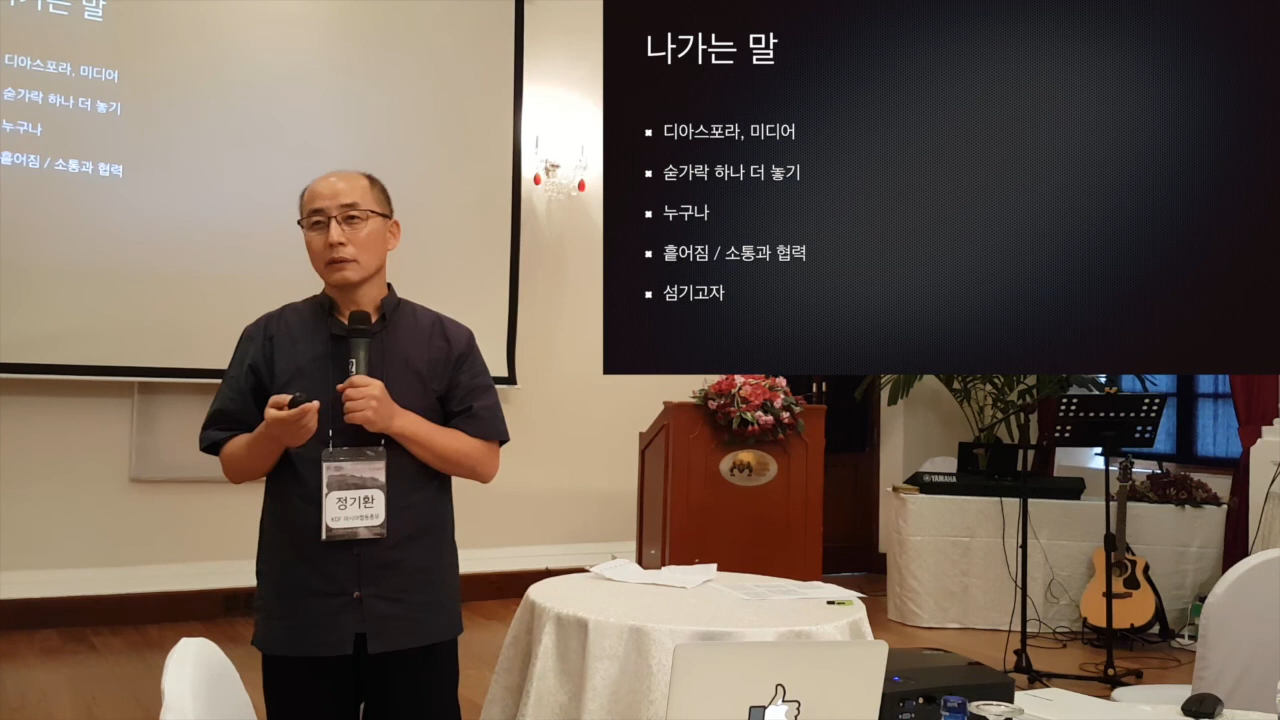 가는 말
디아스포라, 미디어
숟가락 하나 더 놓기
누구나
흩어짐 / 소통과 협력
나가는 말
디아스포라, 미디어
숟가락 하나 더 놓기
누구나
흩어짐 / 소통과 협력
섬기고자
정기환
YAMAHA